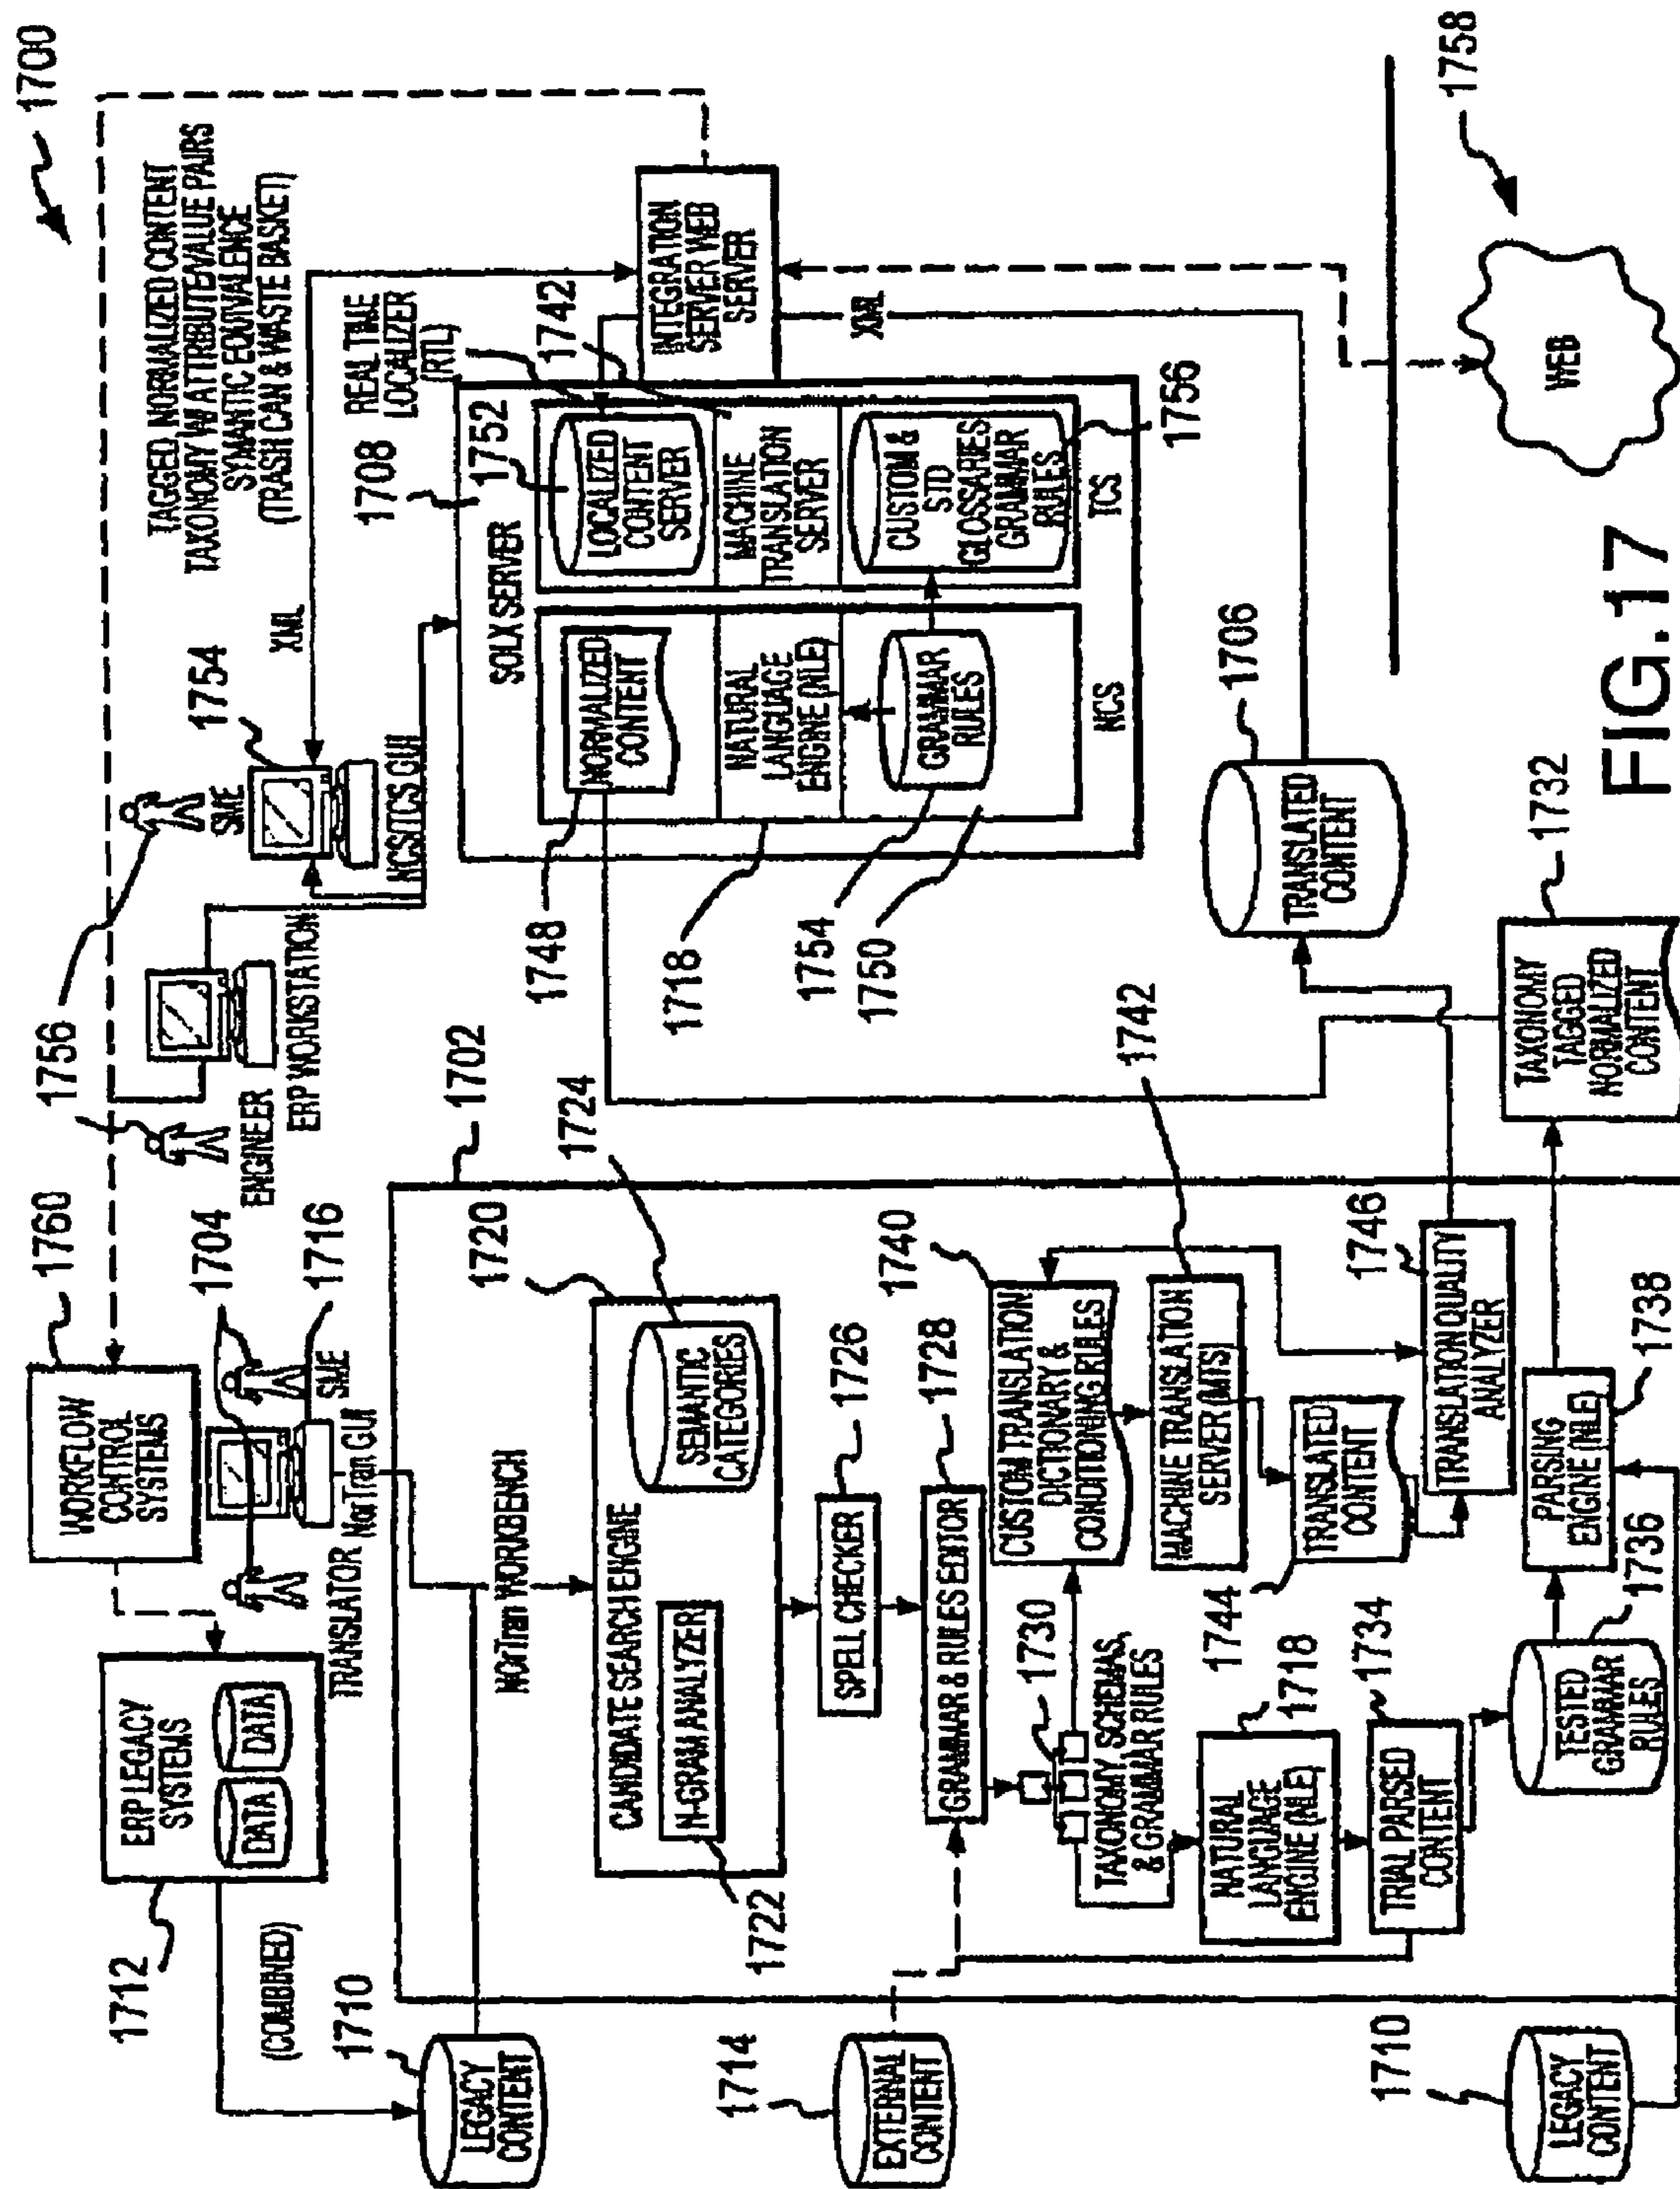 1700
TAGGED NORMALIZED CONTENT
TAXONOMY W ATTRIBUTE/VALUE PAIRS
SYMANTIC EQUIVALENCE
(TRASH CAN & WASTE BASKET)
1760
WORKFLOW
CONTROL
SYSTEMS
ERP LEGACY
SYSTEMS
DATA
DATA
1712
(COMBINED)
1710
LEGACY
CONTENT
1704
1716
SME
TRANSLATOR
NorTran GUI
1756
ENGINEER
ERP WORKSTATION
SME
1754
XML
NCS/TCS GUI
1702
NorTran WORKBENCH
1720
CANDIDATE SEARCH ENGINE
N-GRAM ANALYZER
1722
SEMANTIC
CATEGORIES
1724
SPELL CHECKER
1726
GRAMMAR & RULES EDITOR
1728
1714
EXTERNAL
CONTENT
1730
TAXONOMY, SCHEMAS,
& GRAMMAR RULES
1740
CUSTOM TRANSLATION
DICTIONARY &
CONDITIONING RULES
1742
MACHINE TRANSLATION
SERVER (MTS)
1744
TRANSLATED
CONTENT
1746
TRANSLATION QUALITY
ANALYZER
1718
NATURAL
LANGUAGE
ENGINE (NLE)
1734
TRIAL PARSED
CONTENT
1736
TESTED
GRAMMAR
RULES
1738
PARSING
ENGINE (NLE)
1710
LEGACY
CONTENT
1732
TAXONOMY
TAGGED
NORMALIZED
CONTENT
1706
TRANSLATED
CONTENT
1708
SOLX SERVER
1748
NORMALIZED
CONTENT
1718
NATURAL
LANGUAGE
ENGINE (NLE)
1754
GRAMMAR
RULES
1750
NCS
1752
LOCALIZED
CONTENT
SERVER
REAL TIME
LOCALIZER
(RTL)
1742
MACHINE
TRANSLATION
SERVER
CUSTOM &
STD
GLOSSARIES
GRAMMAR
RULES
1756
TCS
INTEGRATION
SERVER WEB
SERVER
XML
WEB
1758
FIG.17